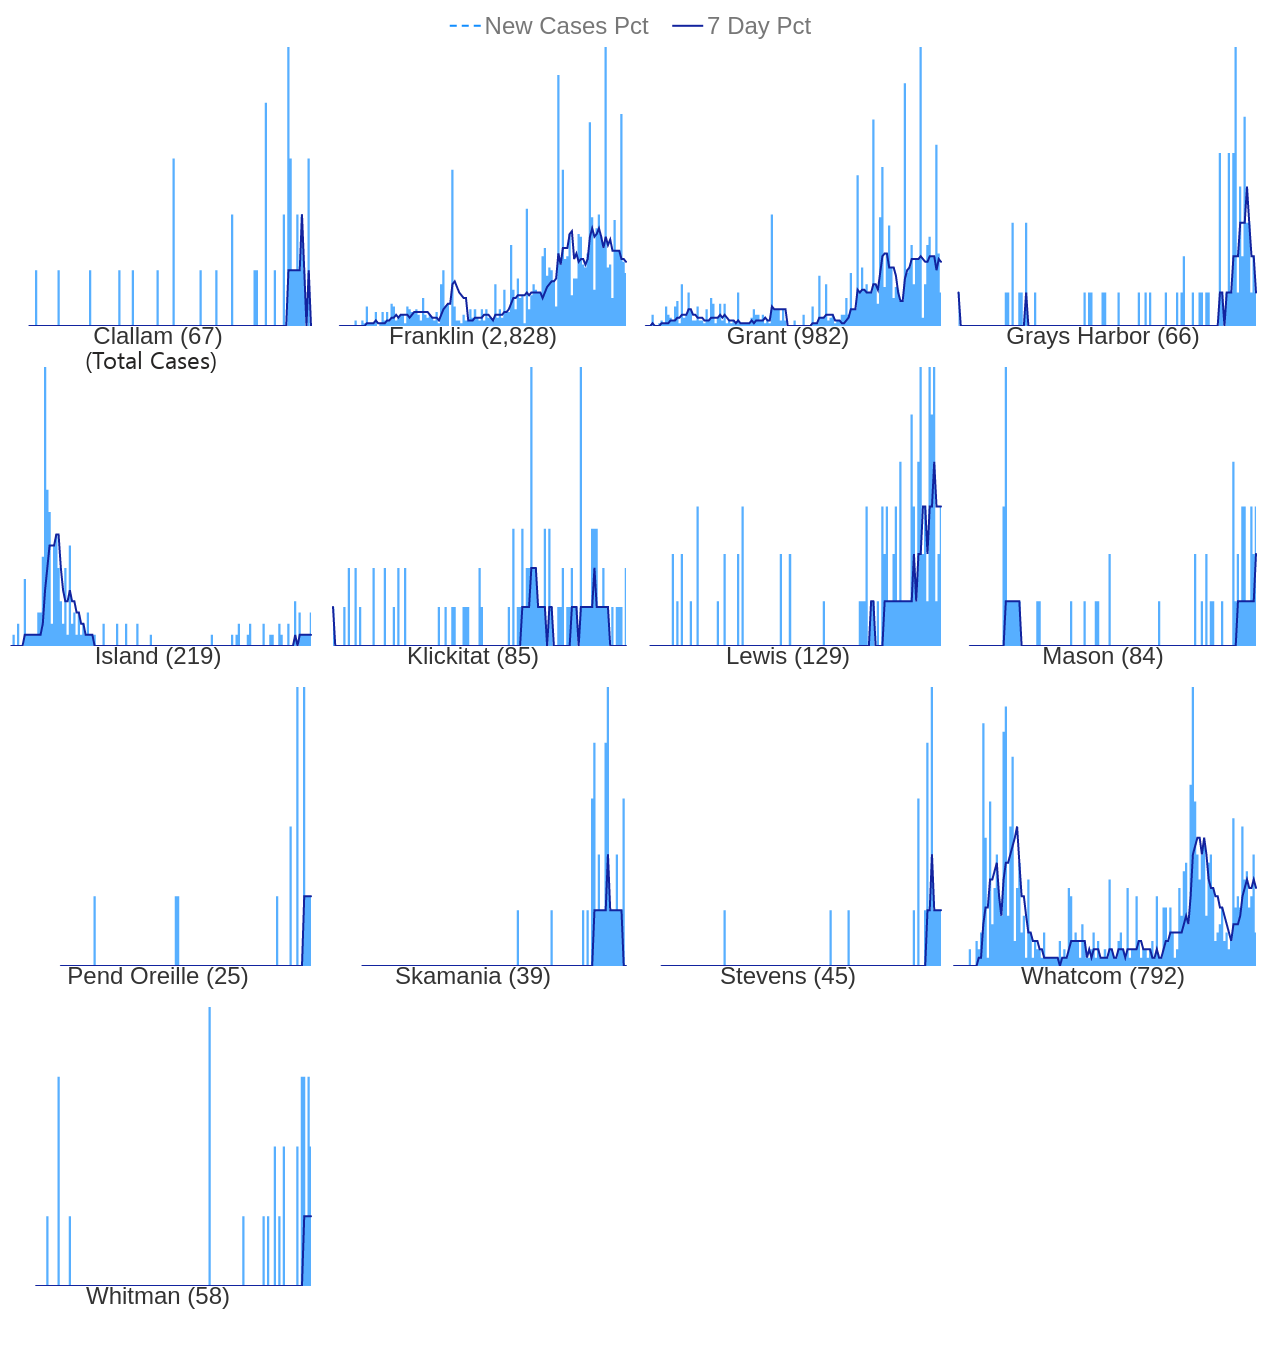 New Cases Pct 7 Day Pct
Clallam (67) Franklin (2,828) Grant (982) Grays Harbor (66)
(Total Cases)
Island (219) Klickitat (85) Lewis (129) Mason (84)
Pend Oreille (25) Skamania (39) Stevens (45) Whatcom (792)
Whitman (58)